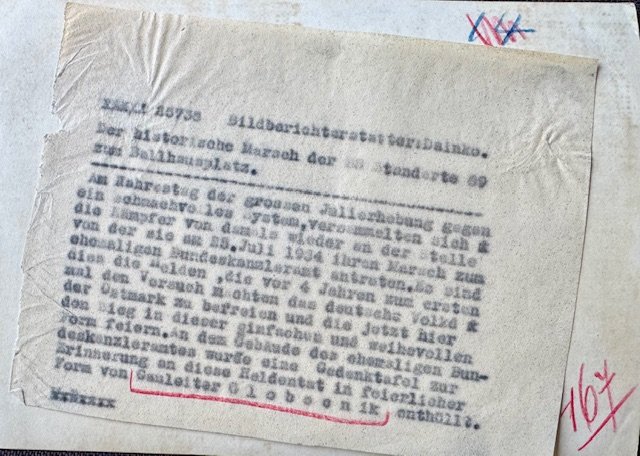 Bildberichterstatter:Dainko.
Der historische Marsch der SS Standarte 89
zum Ballhausplatz.
Am Jahrestag der grossen Julierhebung gegen
ein schmachvolles System,versammelten sich
die Kämpfer von damals wieder an der Stelle
von der sie am 25.Juli 1934 ihren Marsch zum
ehemaligen Bundeskanzleramt antreten.Es sind
dies die Helden ,die vor 4 Jahren zum ersten
mal den Versuch machten das deutsche
der Ostmark zu befreien und die jetzt hier
den Sieg in dieser einfachen und weihevollen
Form feiern.An dem Gebäude des ehemaligen Bun-
deskanzleramtes wurde eine Gedenktafel zur
Erinnerung an diese Heldentat in feierlicher
Form von Gauleiter G l o b o c n i k enthüllt.
167